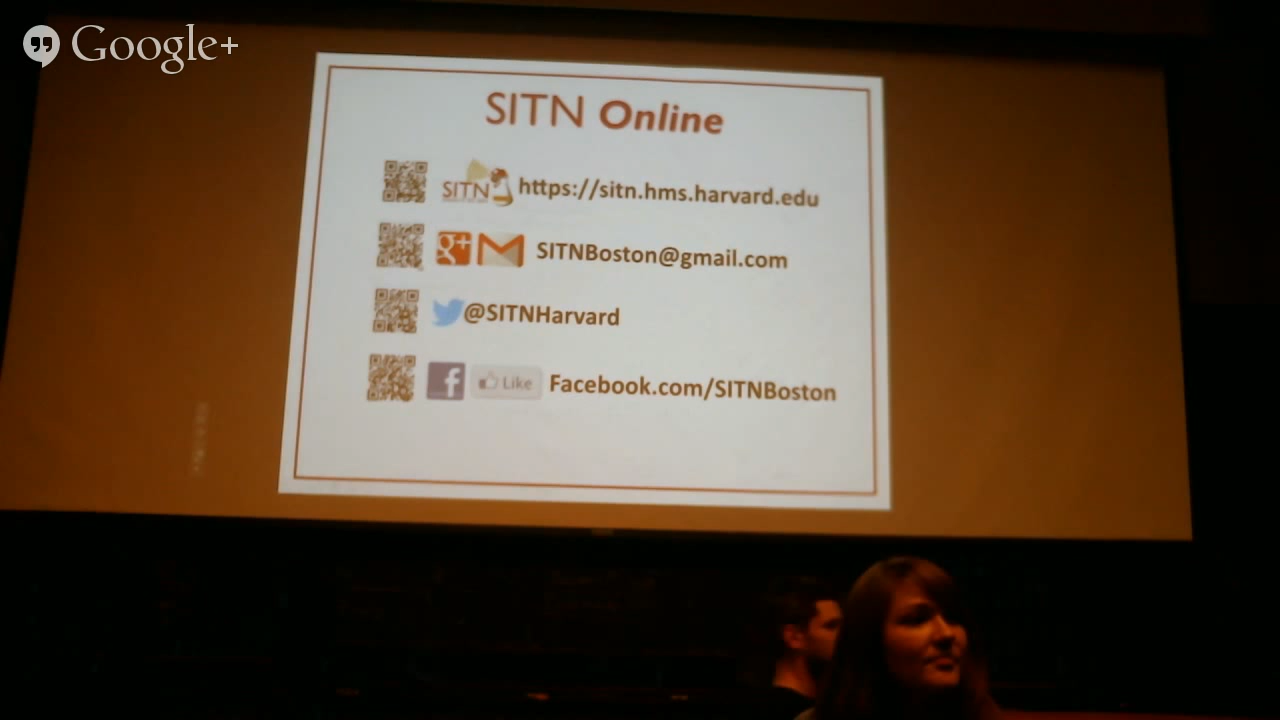 Google+
SITN Online
SITN https://sitn.hms.harvard.edu
g+ SITNBoston@gmail.com
@SITNHarvard
f Like Facebook.com/SITNBoston